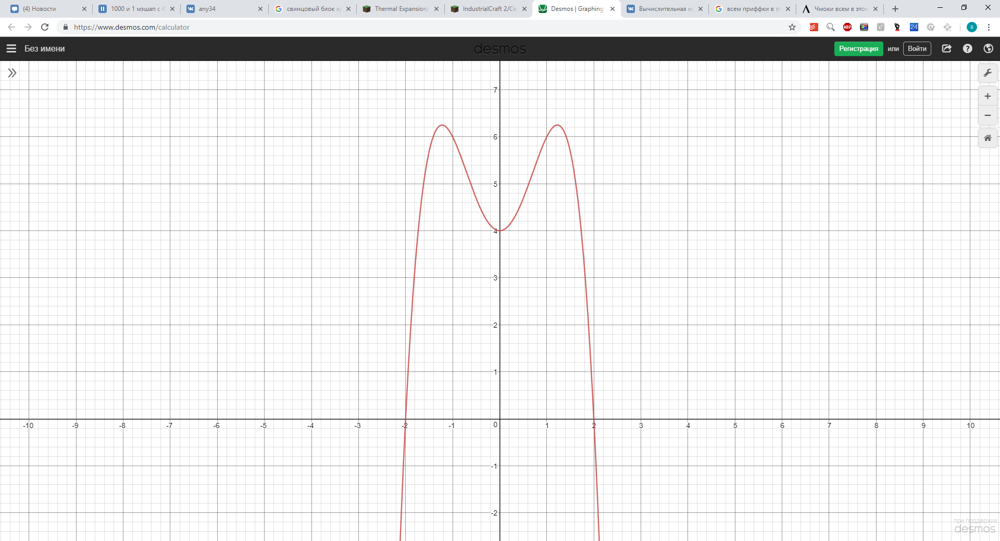 (4) Новости
1000 и 1 мэшап с
any34
свинцовый блок
Thermal Expansion/
IndustrialCraft 2/Св
Desmos | Graphing
Вычислительная
всем приффки в
Чмоки всем в этом
https://www.desmos.com/calculator
24
ABP
s
Без имени
desmos
Регистрация или Войти
7
6
5
4
3
2
1
-10 -9 -8 -7 -6 -5 -4 -3 -2 -1 0 1 2 3 4 5 6 7 8 9 10
-1
-2
при поддержке
desmos